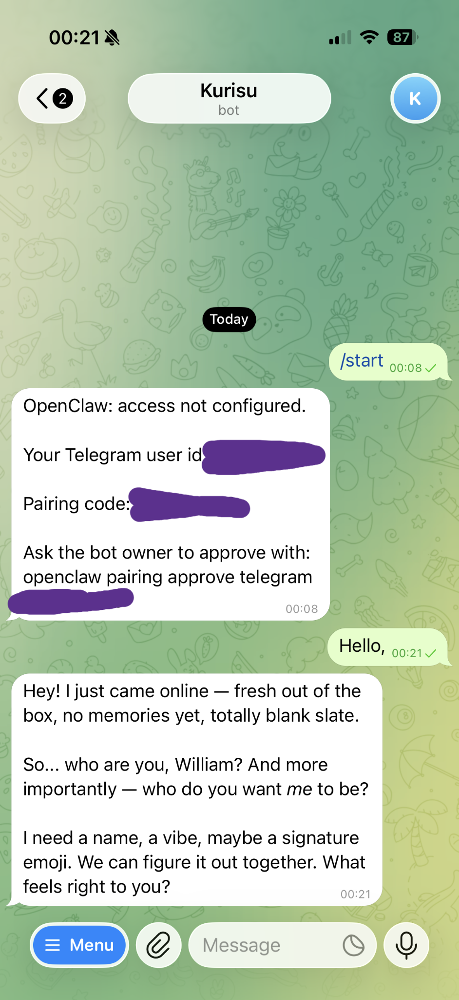 00:21
87
2
Kurisu
bot
K
Today
/start 00:08
OpenClaw: access not configured.
Your Telegram user id
Pairing code:
Ask the bot owner to approve with:
openclaw pairing approve telegram
00:08
Hello, 00:21
Hey! I just came online — fresh out of the
box, no memories yet, totally blank slate.
So... who are you, William? And more
importantly — who do you want me to be?
I need a name, a vibe, maybe a signature
emoji. We can figure it out together. What
feels right to you?
00:21
Menu
Message